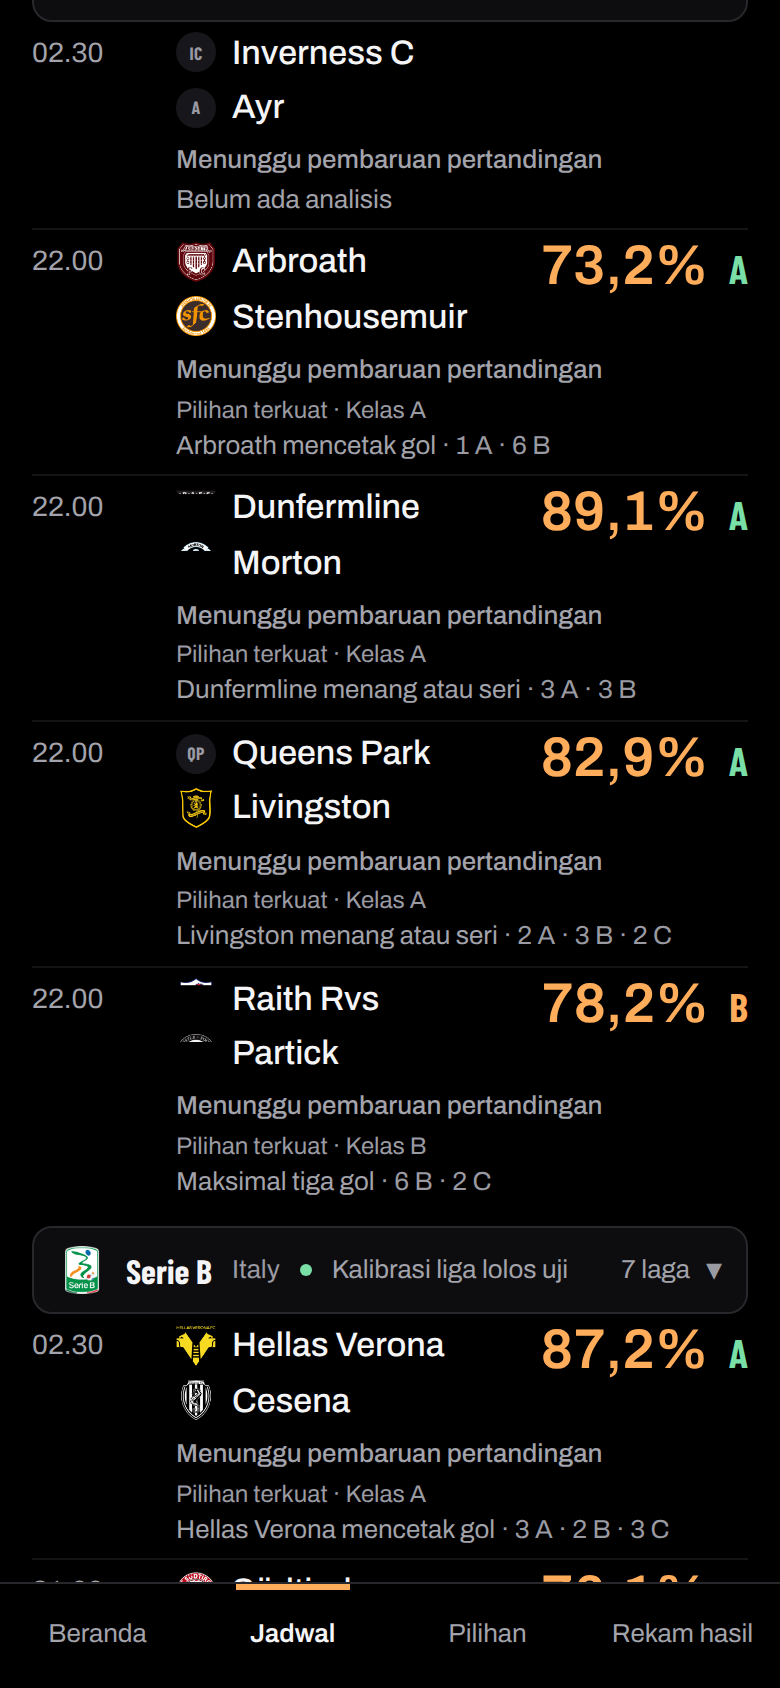 02.30 IC Inverness C
A Ayr
Menunggu pembaruan pertandingan
Belum ada analisis
22.00 Arbroath 73,2% A
sfc Stenhousemuir
Menunggu pembaruan pertandingan
Pilihan terkuat · Kelas A
Arbroath mencetak gol · 1 A · 6 B
22.00 Dunfermline 89,1% A
Morton
Menunggu pembaruan pertandingan
Pilihan terkuat · Kelas A
Dunfermline menang atau seri · 3 A · 3 B
22.00 QP Queens Park 82,9% A
Livingston
Menunggu pembaruan pertandingan
Pilihan terkuat · Kelas A
Livingston menang atau seri · 2 A · 3 B · 2 C
22.00 Raith Rvs 78,2% B
Partick
Menunggu pembaruan pertandingan
Pilihan terkuat · Kelas B
Maksimal tiga gol · 6 B · 2 C
Serie B Serie B Italy Kalibrasi liga lolos uji 7 laga ▼
02.30 Hellas Verona 87,2% A
Cesena
Menunggu pembaruan pertandingan
Pilihan terkuat · Kelas A
Hellas Verona mencetak gol · 3 A · 2 B · 3 C
Beranda Jadwal Pilihan Rekam hasil